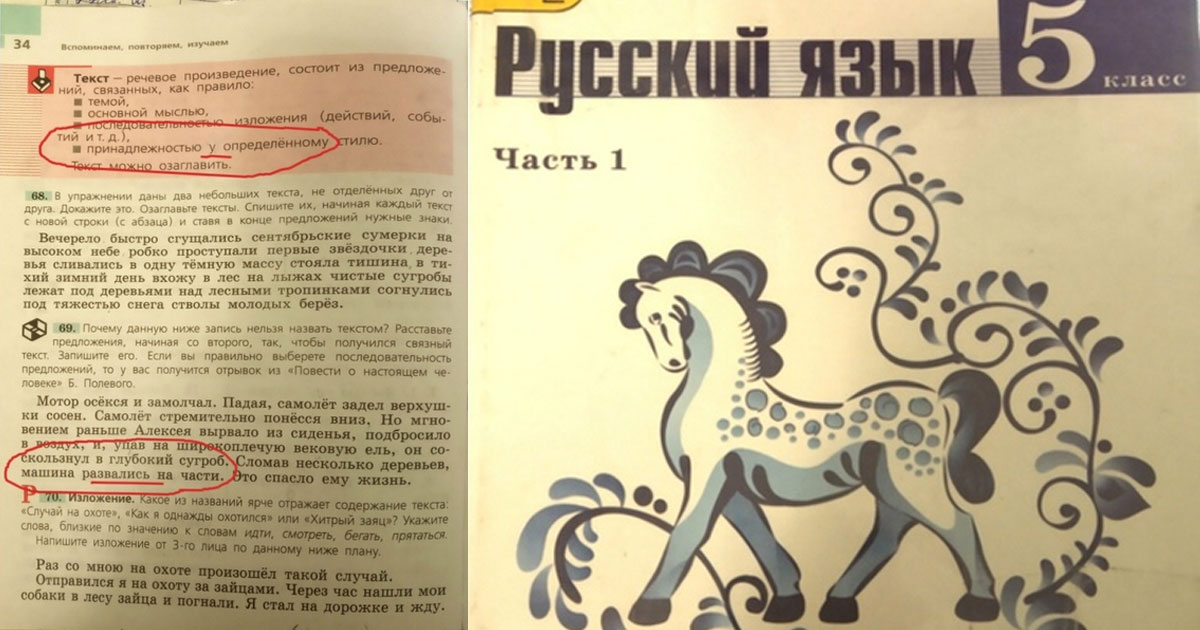 34
Вспоминаем, повторяем, изучаем
Текст — речевое произведение, состоит из предложе-
ний, связанных, как правило:
■ темой,
■ основной мыслью,
■ последовательностью изложения (действий, собы-
тий и т. д.),
■ принадлежностью у определённому стилю.
Текст можно озаглавить.
68. В упражнении даны два небольших текста, не отделённых друг от
друга. Докажите это. Озаглавьте тексты. Спишите их, начиная каждый текст
с новой строки (с абзаца) и ставя в конце предложений нужные знаки.
Вечерело быстро сгущались сентябрьские сумерки на
высоком небе робко проступали первые звёздочки дере-
вья сливались в одну тёмную массу стояла тишина в ти-
хий зимний день вхожу в лес на лыжах чистые сугробы
лежат под деревьями над лесными тропинками согнулись
под тяжестью снега стволы молодых берёз.
69. Почему данную ниже запись нельзя назвать текстом? Расставьте
предложения, начиная со второго, так, чтобы получился связный
текст. Запишите его. Если вы правильно выберете последовательность
предложений, то у вас получится отрывок из «Повести о настоящем че-
ловеке» Б. Полевого.
Мотор осёкся и замолчал. Падая, самолёт задел верхуш-
ки сосен. Самолёт стремительно понёсся вниз. Но мгно-
вением раньше Алексея вырвало из сиденья, подбросило
в воздух, и, упав на широкоплечую вековую ель, он со-
скользнул в глубокий сугроб. Сломав несколько деревьев,
машина развались на части. Это спасло ему жизнь.
Р 70. Изложение. Какое из названий ярче отражает содержание текста:
«Случай на охоте», «Как я однажды охотился» или «Хитрый заяц»? Укажите
слова, близкие по значению к словам идти, смотреть, бегать, прятаться.
Напишите изложение от 3-го лица по данному ниже плану.
Раз со мною на охоте произошёл такой случай.
Отправился я на охоту за зайцами. Через час нашли мои
собаки в лесу зайца и погнали. Я стал на дорожке и жду.
Русский язык
5 класс
Часть 1